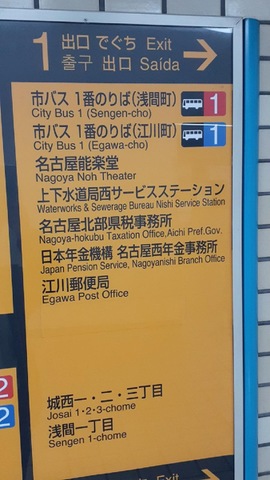 1 出口 でぐち Exit
출구 出口 Saída
市バス 1番のりば(浅間町) 1
City Bus 1 (Sengen-cho)
市バス 1番のりば(江川町) 1
City Bus 1 (Egawa-cho)
名古屋能楽堂
Nagoya Noh Theater
上下水道局西サービスステーション
Waterworks & Sewerage Bureau Nishi Service Station
名古屋北部県税事務所
Nagoya-hokubu Taxation Office,Aichi Pref.Gov.
日本年金機構 名古屋西年金事務所
Japan Pension Service, Nagoyanishi Branch Office
江川郵便局
Egawa Post Office
2
2
城西一・二・三丁目
Josai 1・2・3-chome
浅間一丁目
Sengen 1-chome
Exit